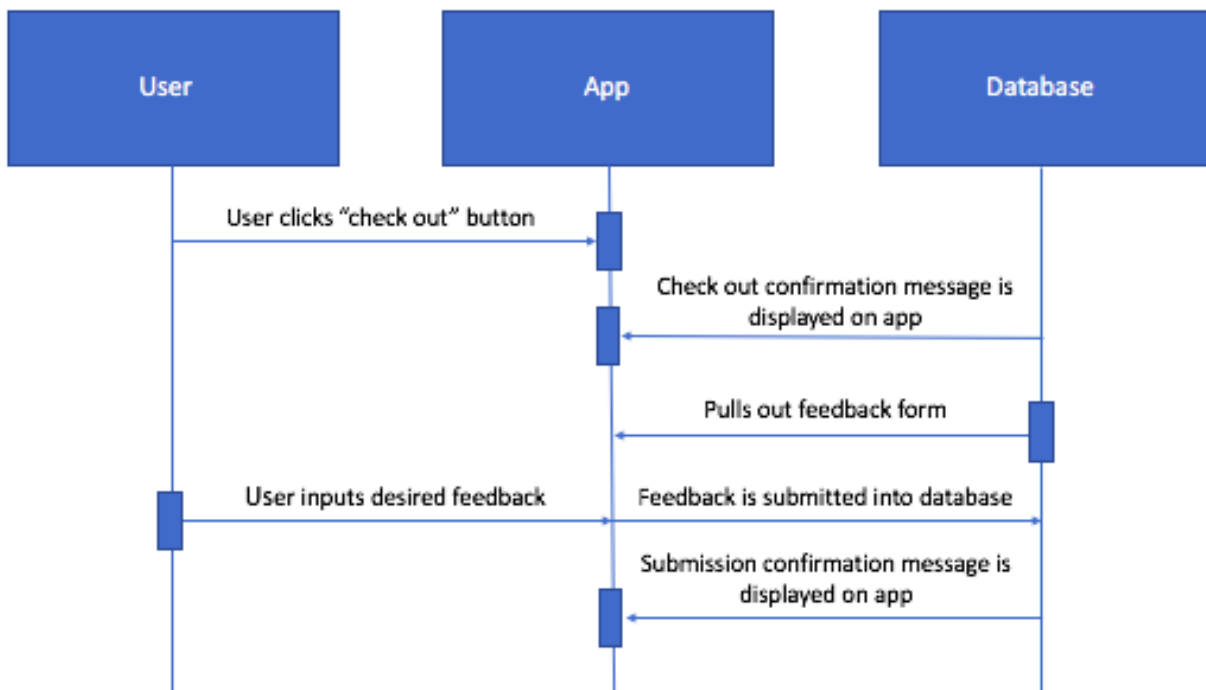 User
App
Database
User clicks “check out” button
Check out confirmation message is
displayed on app
Pulls out feedback form
User inputs desired feedback
Feedback is submitted into database
Submission confirmation message is
displayed on app